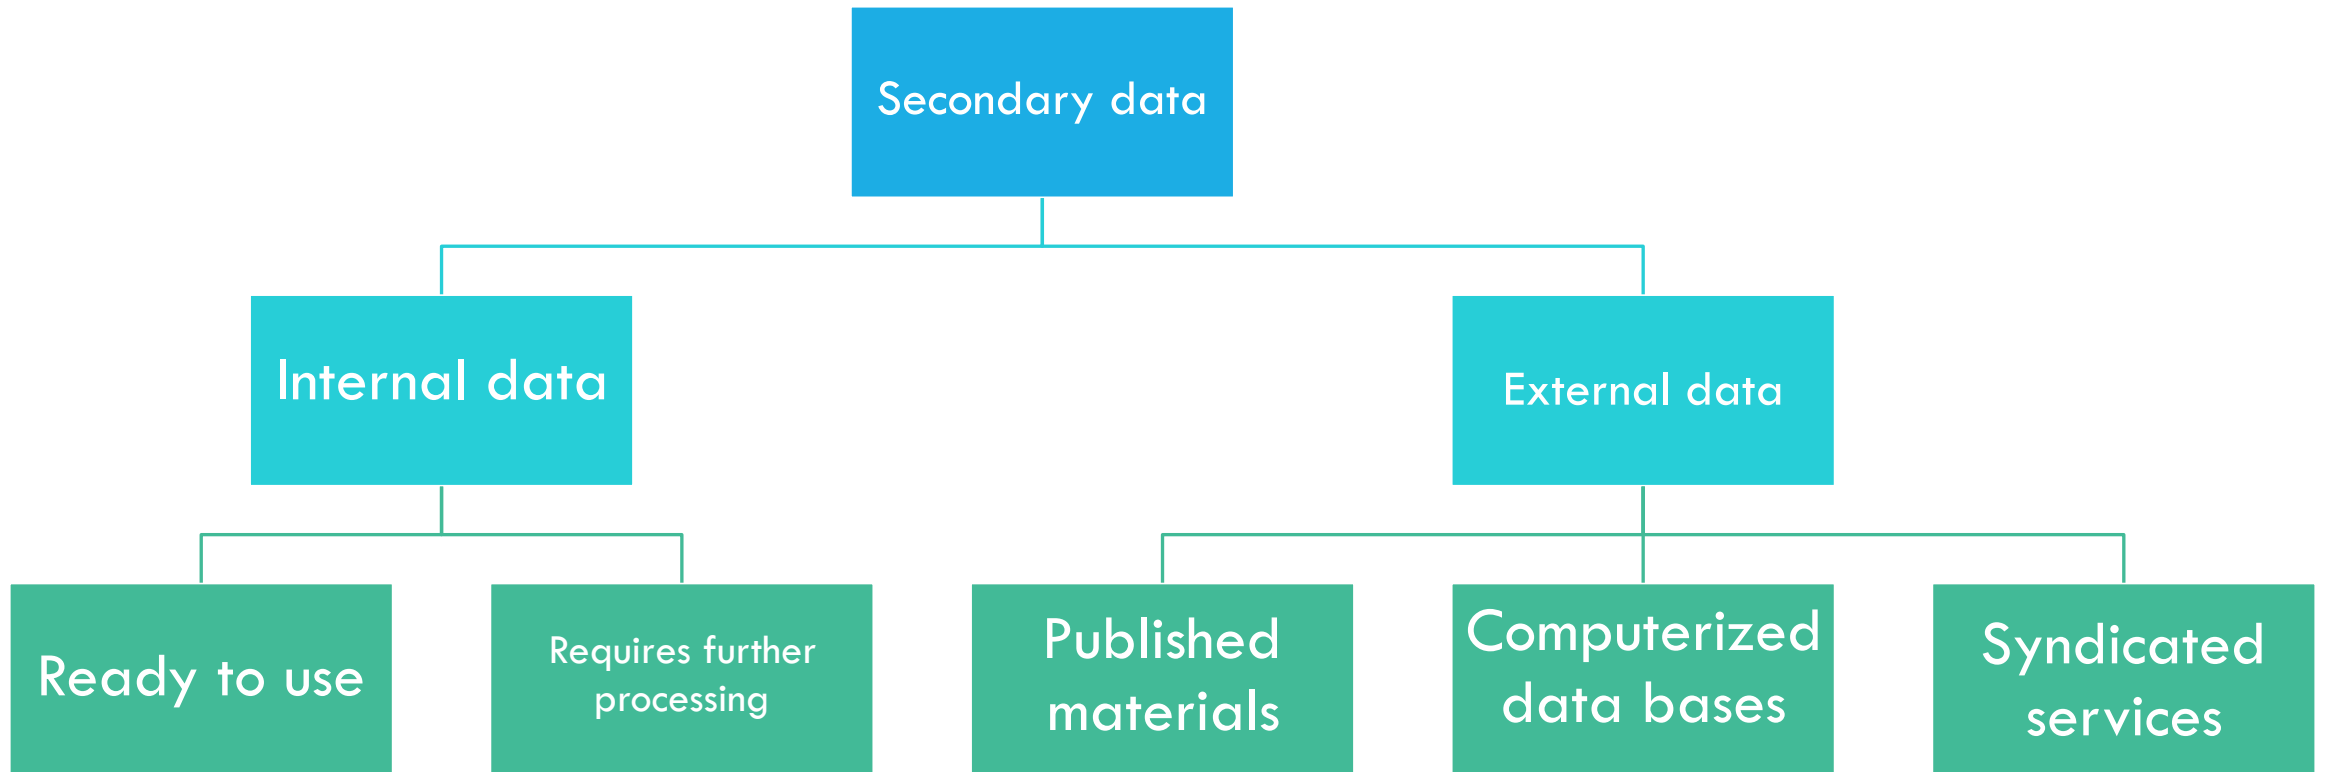 Secondary data
Internal data
External data
Ready to use
Requires further
processing
Published
materials
Computerized
data bases
Syndicated
services